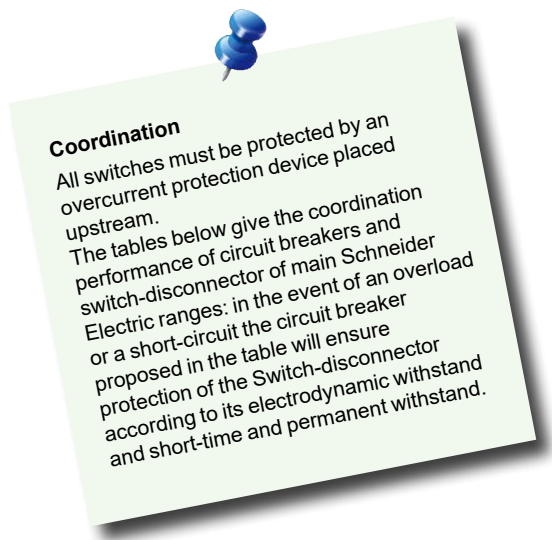 Coordination
All switches must be protected by an
overcurrent protection device placed
upstream.
The tables below give the coordination
performance of circuit breakers and
switch-disconnector of main Schneider
Electric ranges: in the event of an overload
or a short-circuit the circuit breaker
proposed in the table will ensure
protection of the Switch-disconnector
according to its electrodynamic withstand
and short-time and permanent withstand.